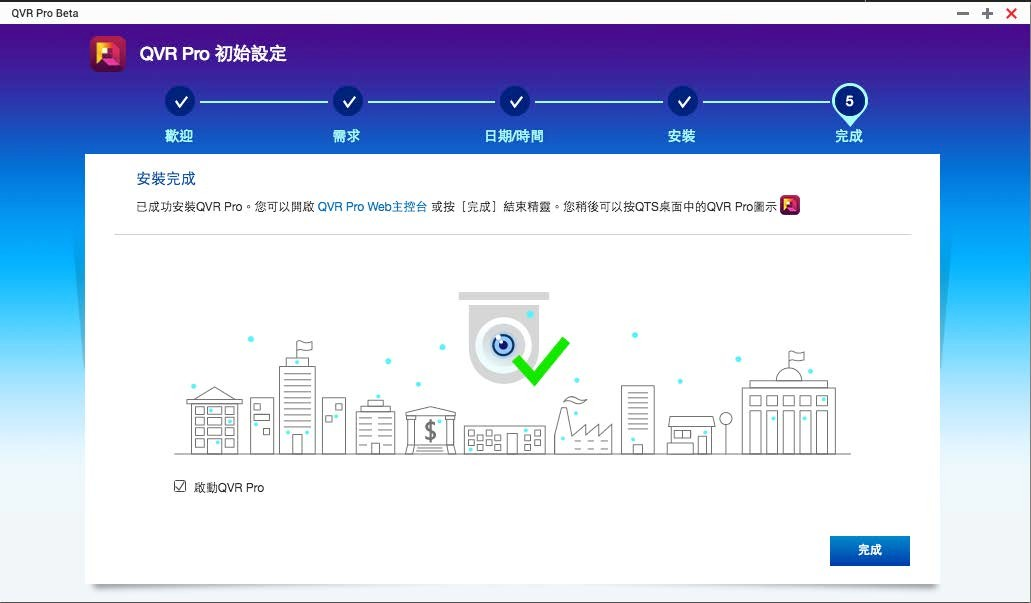 QVR Pro Beta
QVR Pro 初始設定
5
歡迎
需求
日期/時間
安裝
完成
安裝完成
已成功安裝QVR Pro。您可以開啟 QVR Pro Web主控台 或按［完成］結束精靈。您稍後可以按QTS桌面中的QVR Pro圖示
$
啟動QVR Pro
完成